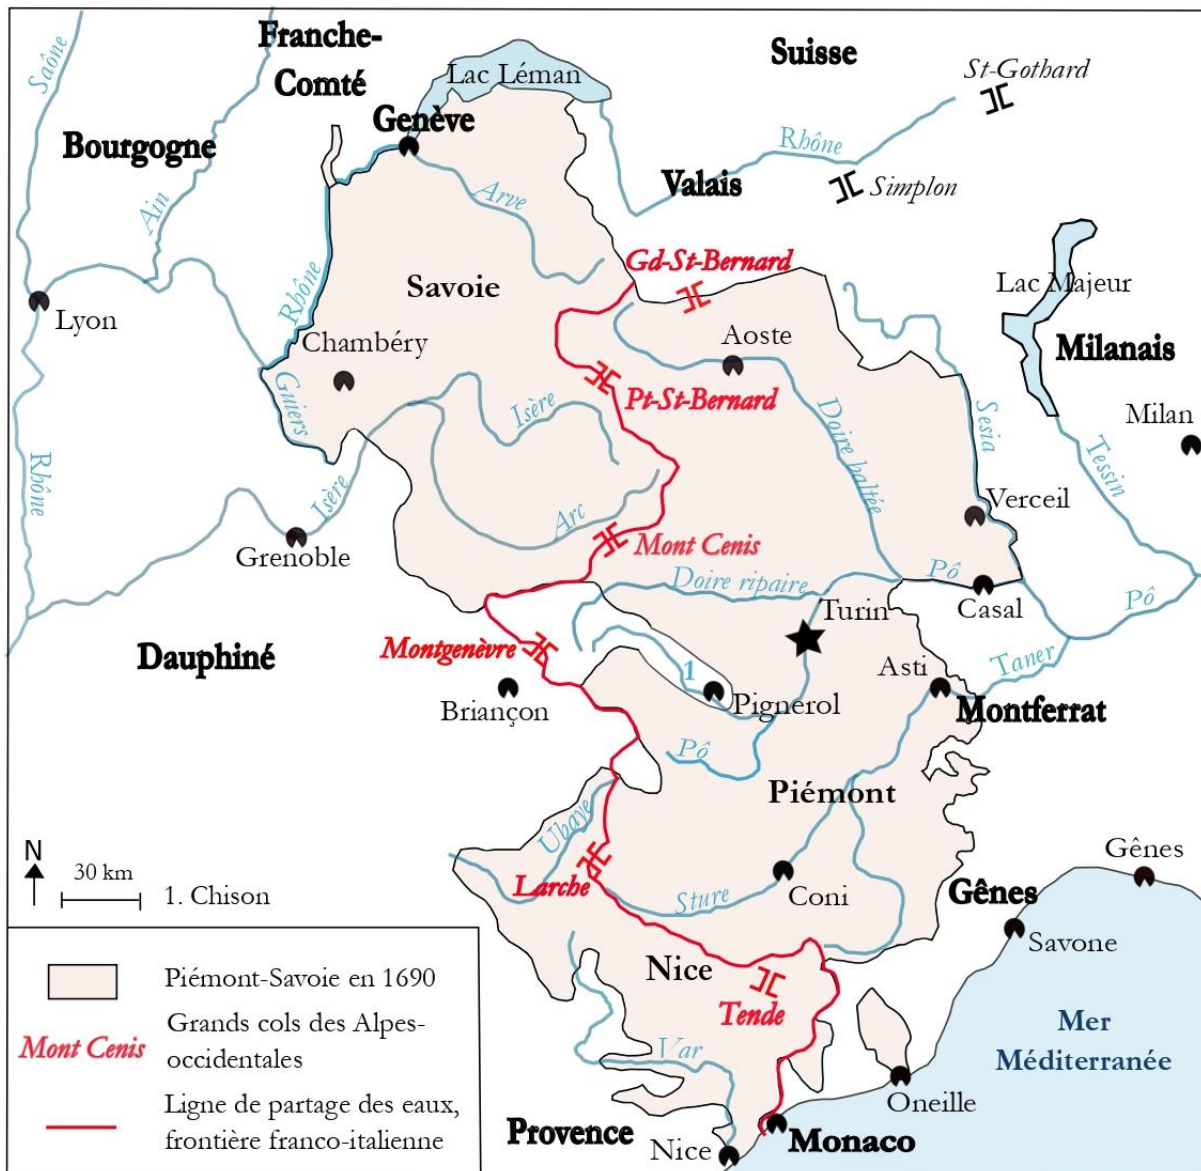 Franche-
Comté
Suisse
Saône
Lac Léman
St-Gothard
Bourgogne
Genève
Rhône
Ain
Arve
Valais
Simplon
Gd-St-Bernard
Savoie
Rhône
Lac Majeur
Lyon
Chambéry
Aoste
Milanais
Guiers
Pt-St-Bernard
Isère
Doire baltée
Sesia
Milan
Tessin
Rhône
Isère
Arc
Verceil
Grenoble
Mont Cenis
Doire ripaire
Pô
Casal
Pô
Turin
Dauphiné
Montgenèvre
1
Asti
Taner
Briançon
Pignerol
Montferrat
Pô
Piémont
Ubaye
N
30 km
1. Chison
Larche
Sture
Coni
Gênes
Gênes
Savone
Nice
Tende
Var
Mer
Méditerranée
Oneille
Provence
Nice
Monaco
Piémont-Savoie en 1690
Mont Cenis
Grands cols des Alpes-
occidentales
Ligne de partage des eaux,
frontière franco-italienne